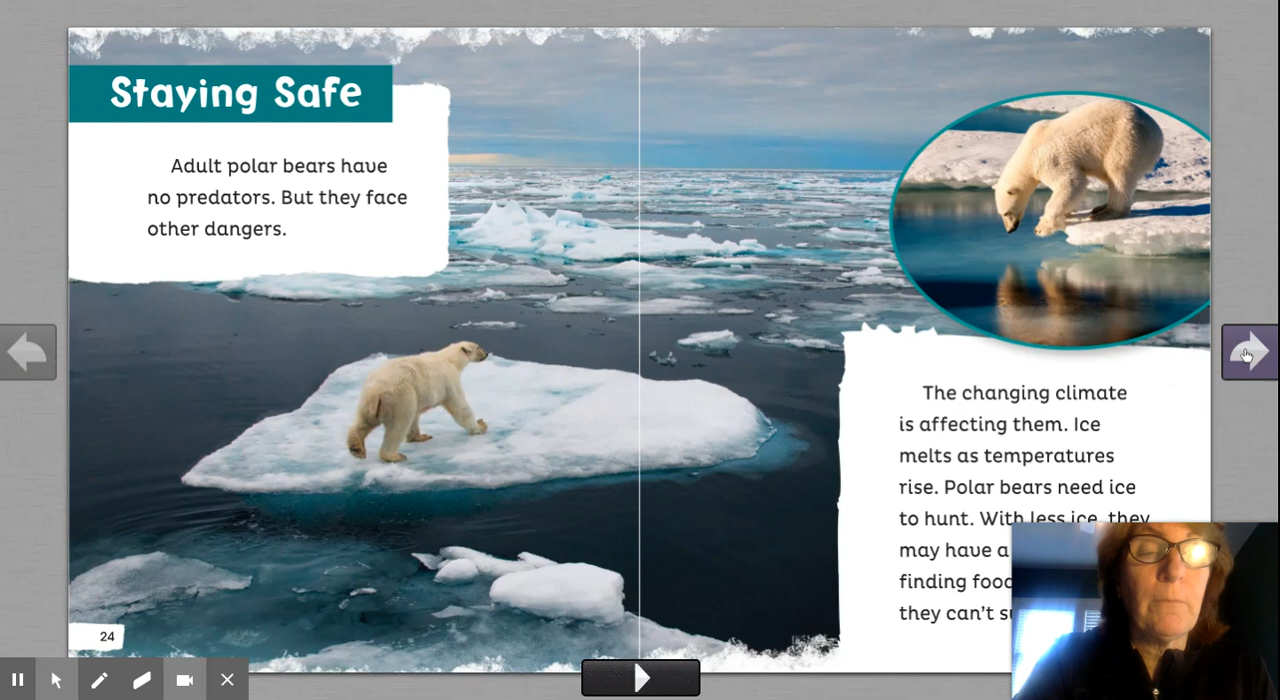 Staying Safe
Adult polar bears have
no predators. But they face
other dangers.
The changing climate
is affecting them. Ice
melts as temperatures
rise. Polar bears need ice
to hunt. With less ice, they
may have a
finding food
they can't
24